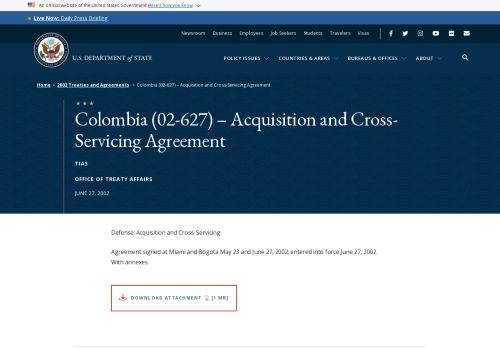 An official website of the United States Government Here's how you know
Live Now: Daily Press Briefing
Newsroom Business Employees Job Seekers Students Travelers Visas
U.S. DEPARTMENT of STATE
POLICY ISSUES COUNTRIES & AREAS BUREAUS & OFFICES ABOUT
Home > 2002 Treaties and Agreements > Colombia (02-627) – Acquisition and Cross-Servicing Agreement
Colombia (02-627) – Acquisition and Cross-
Servicing Agreement
TIAS
OFFICE OF TREATY AFFAIRS
JUNE 27, 2002
Defense: Acquisition and Cross-Servicing
Agreement signed at Miami and Bogota May 23 and June 27, 2002; entered into force June 27, 2002.
With annexes.
DOWNLOAD ATTACHMENT [1 MB]